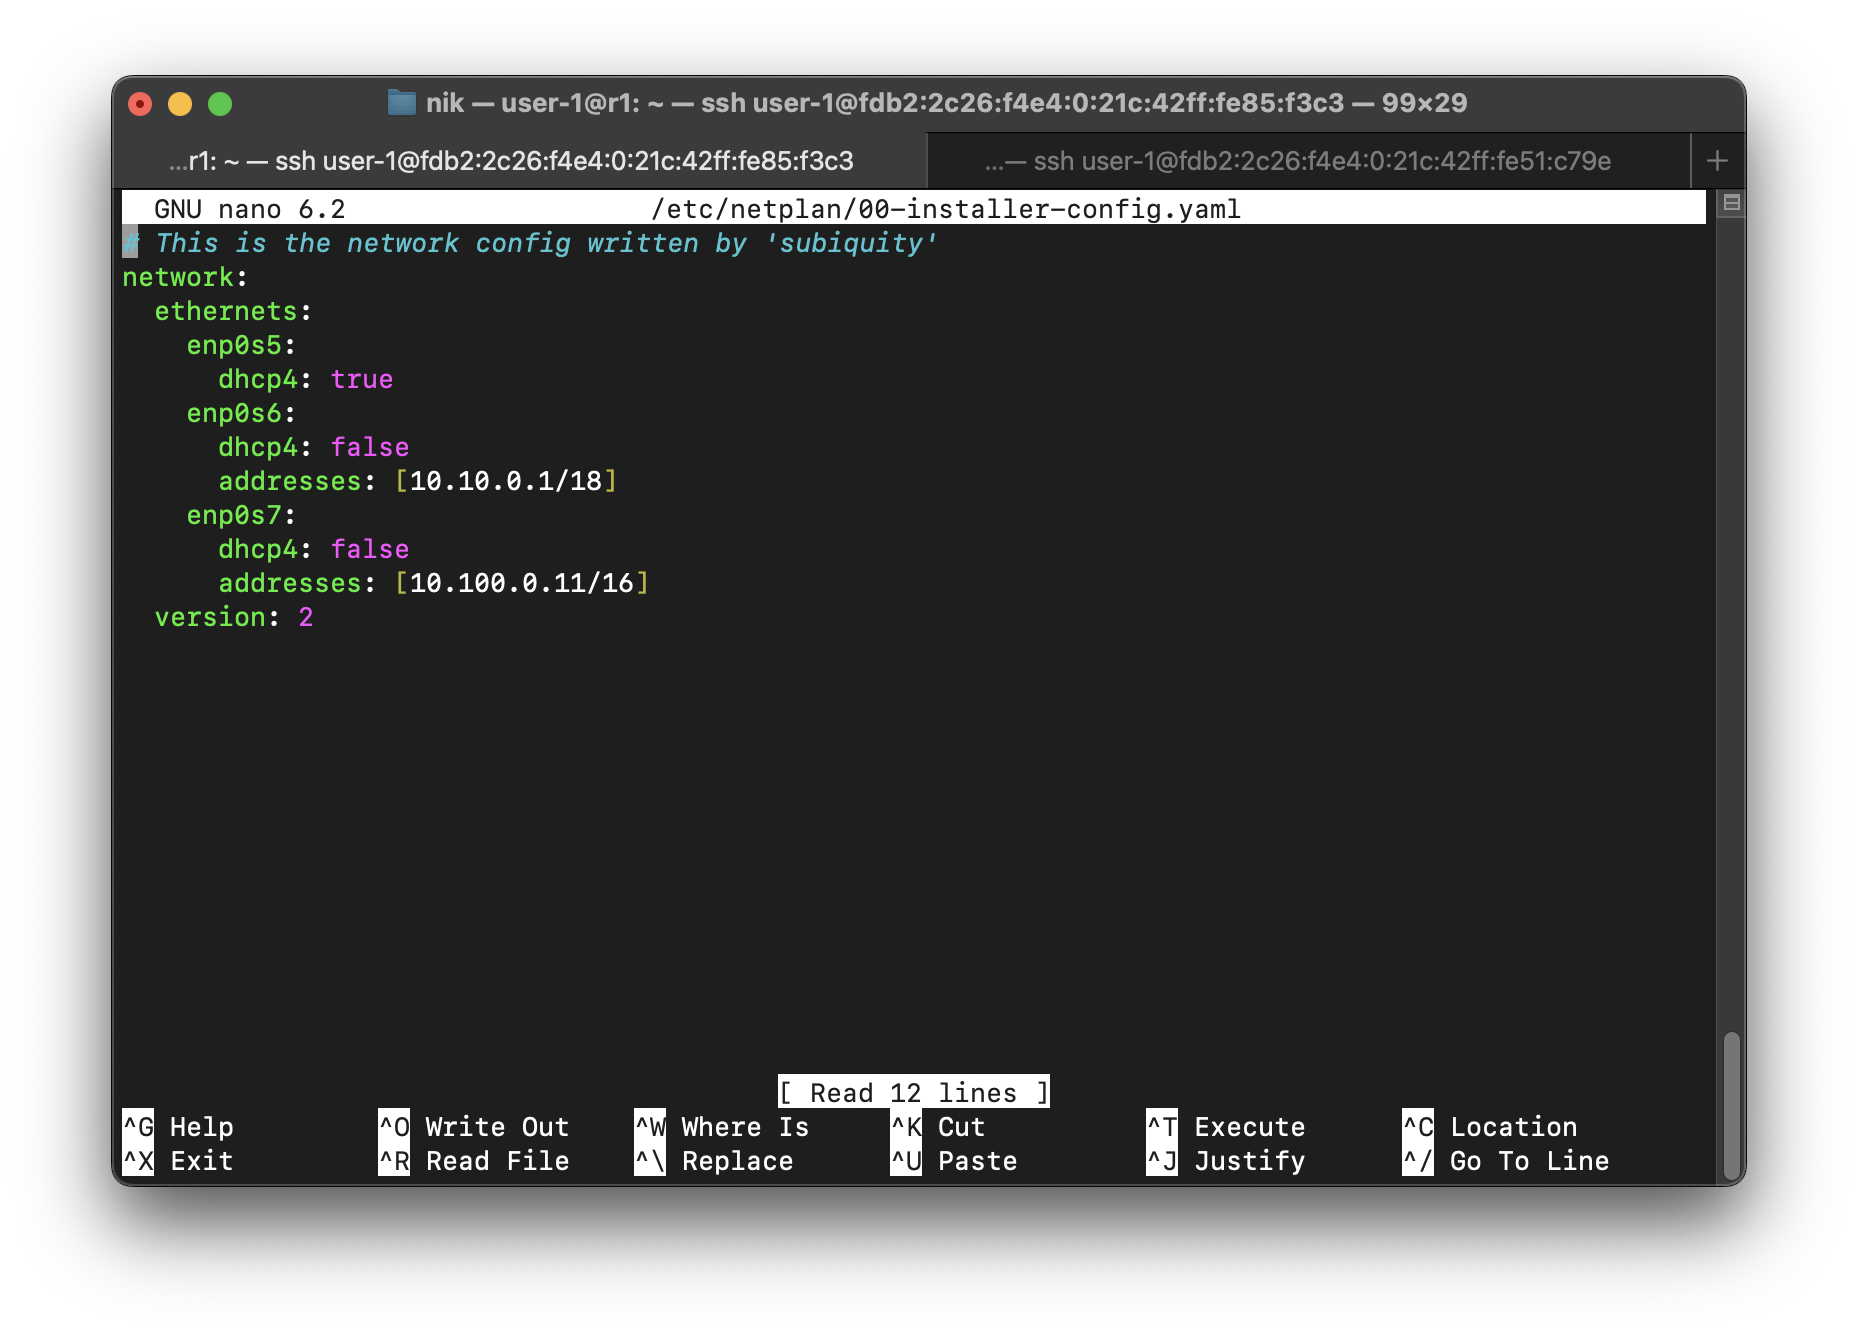 nik — user-1@r1: ~ — ssh user-1@fdb2:2c26:f4e4:0:21c:42ff:fe85:f3c3 — 99×29
...r1: ~ — ssh user-1@fdb2:2c26:f4e4:0:21c:42ff:fe85:f3c3 ...— ssh user-1@fdb2:2c26:f4e4:0:21c:42ff:fe51:c79e +
GNU nano 6.2 /etc/netplan/00-installer-config.yaml
# This is the network config written by 'subiquity'
network:
  ethernets:
    enp0s5:
      dhcp4: true
    enp0s6:
      dhcp4: false
      addresses: [10.10.0.1/18]
    enp0s7:
      dhcp4: false
      addresses: [10.100.0.11/16]
  version: 2
[ Read 12 lines ]
^G Help ^O Write Out ^W Where Is ^K Cut ^T Execute ^C Location
^X Exit ^R Read File ^\ Replace ^U Paste ^J Justify ^/ Go To Line